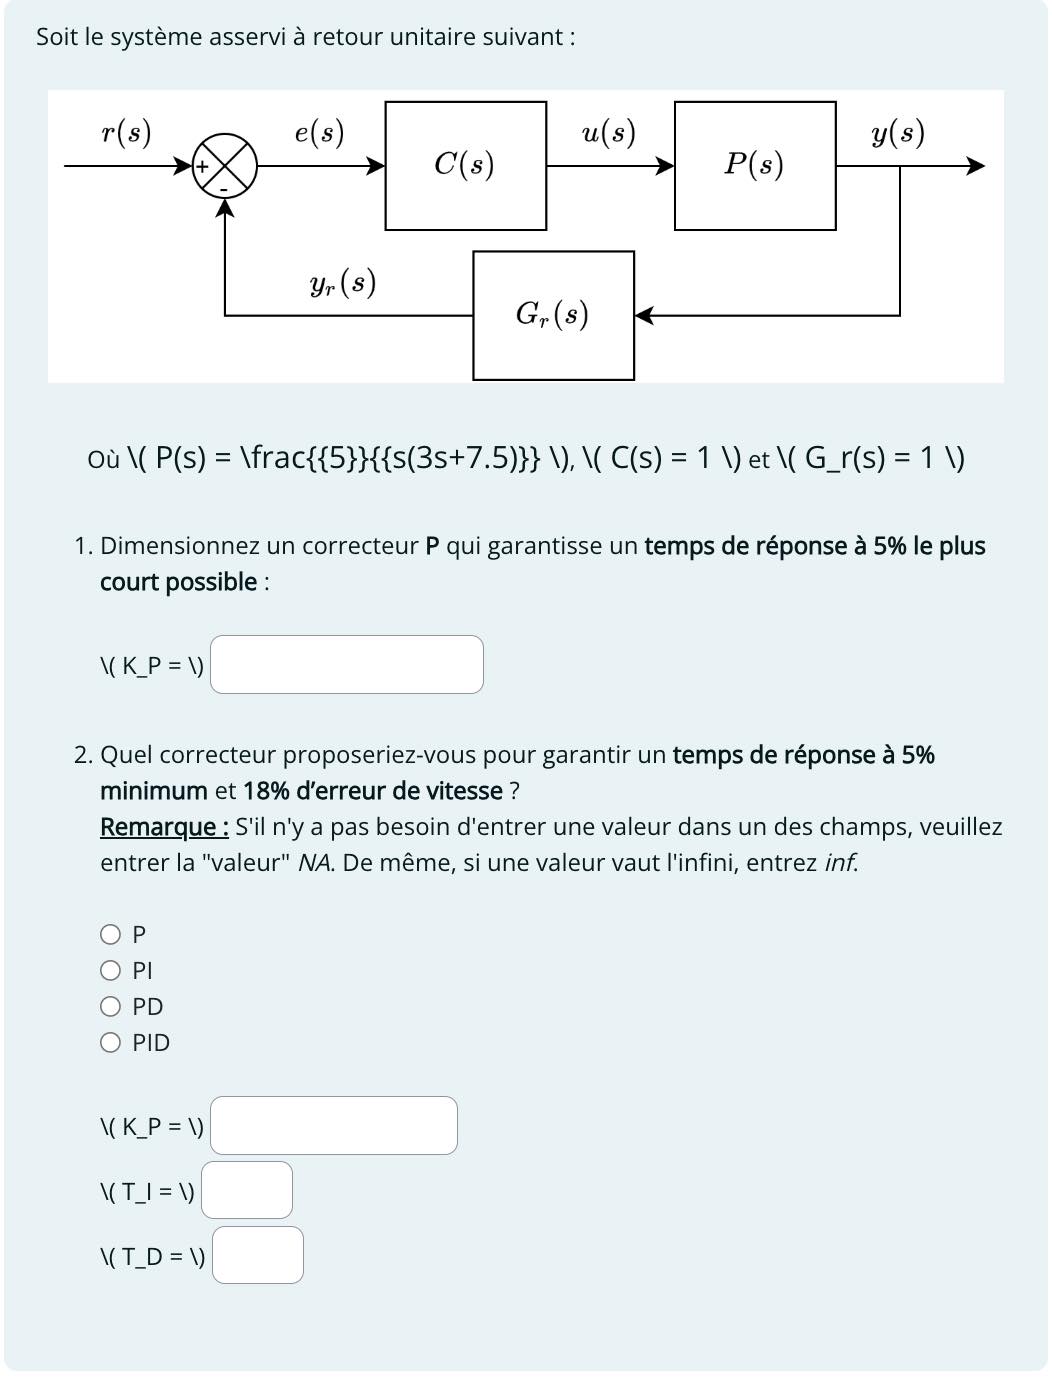 Soit le système asservi à retour unitaire suivant :
r(s)
e(s)
u(s)
y(s)
+
-
C(s)
P(s)
y_r(s)
G_r(s)
Où \( P(s) = \frac{{5}}{{s(3s+7.5)}} \), \( C(s) = 1 \) et \( G_r(s) = 1 \)
1. Dimensionnez un correcteur P qui garantisse un temps de réponse à 5% le plus
court possible :
\( K_P = \)
2. Quel correcteur proposeriez-vous pour garantir un temps de réponse à 5%
minimum et 18% d’erreur de vitesse ?
Remarque : S'il n'y a pas besoin d'entrer une valeur dans un des champs, veuillez
entrer la "valeur" NA. De même, si une valeur vaut l'infini, entrez inf.
P
PI
PD
PID
\( K_P = \)
\( T_I = \)
\( T_D = \)